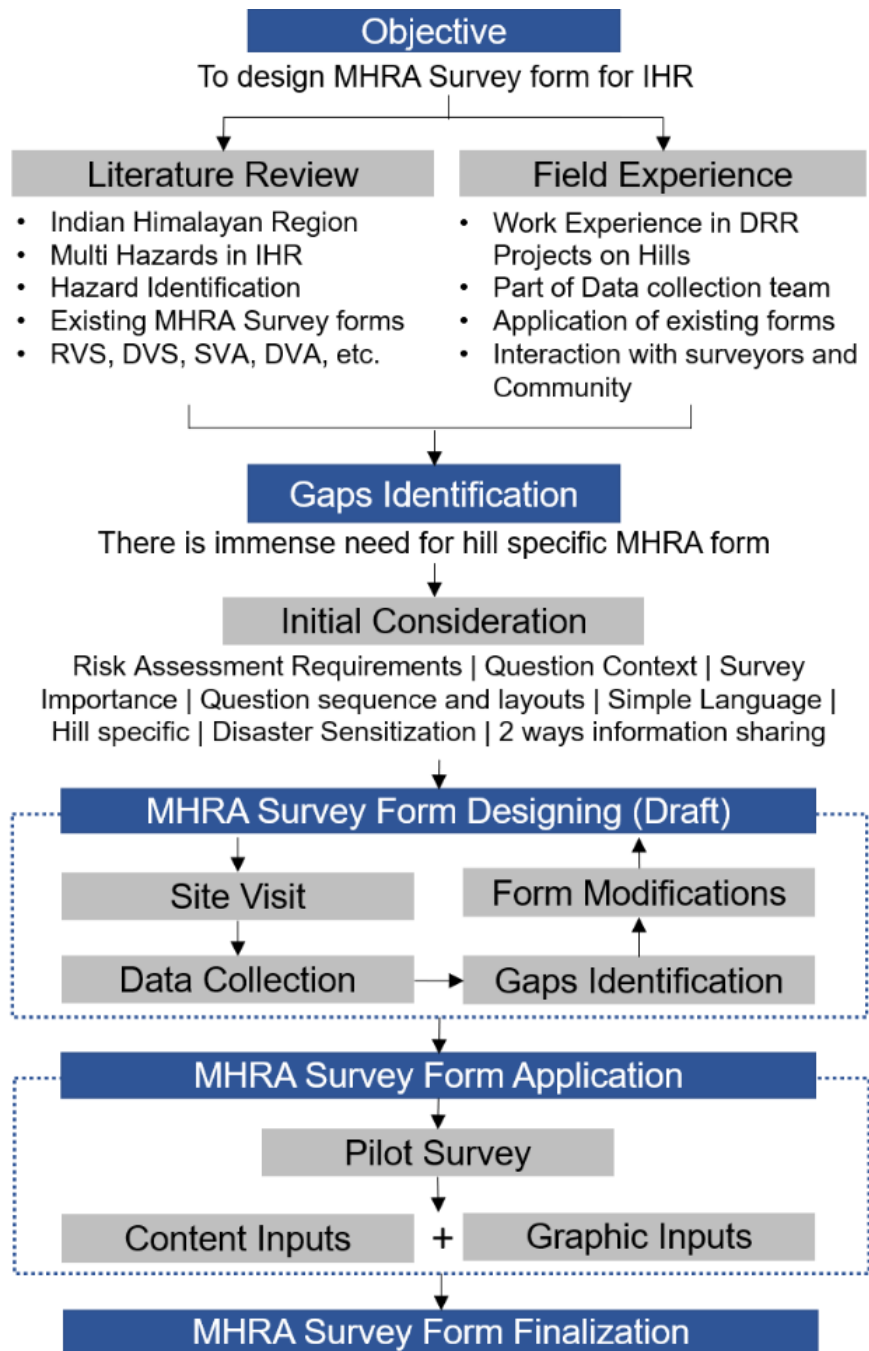 Objective
To design MHRA Survey form for IHR
Literature Review
• Indian Himalayan Region
• Multi Hazards in IHR
• Hazard Identification
• Existing MHRA Survey forms
• RVS, DVS, SVA, DVA, etc.
Field Experience
• Work Experience in DRR
Projects on Hills
• Part of Data collection team
• Application of existing forms
• Interaction with surveyors and
Community
Gaps Identification
There is immense need for hill specific MHRA form
Initial Consideration
Risk Assessment Requirements | Question Context | Survey
Importance | Question sequence and layouts | Simple Language |
Hill specific | Disaster Sensitization | 2 ways information sharing
MHRA Survey Form Designing (Draft)
Site Visit
Data Collection
Gaps Identification
Form Modifications
MHRA Survey Form Application
Pilot Survey
Content Inputs + Graphic Inputs
MHRA Survey Form Finalization